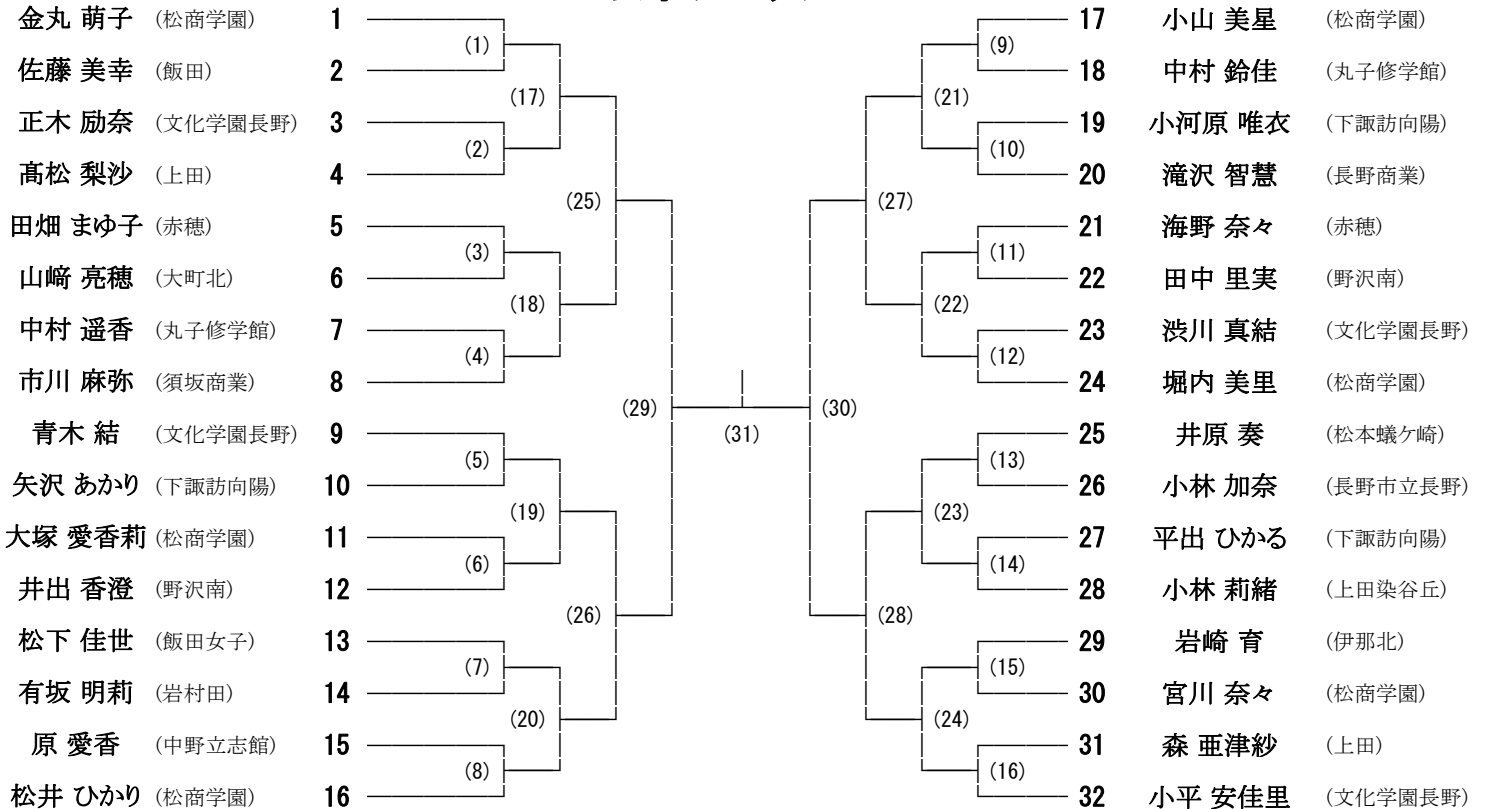 金丸 萌子 (松商学園) 1
(1)
佐藤 美幸 (飯田) 2
(17)
正木 励奈 (文化学園長野) 3
(2)
髙松 梨沙 (上田) 4
(25)
田畑 まゆ子 (赤穂) 5
(3)
山﨑 亮穂 (大町北) 6
(18)
中村 遥香 (丸子修学館) 7
(4)
市川 麻弥 (須坂商業) 8
(29)
青木 結 (文化学園長野) 9
(5)
矢沢 あかり (下諏訪向陽) 10
(19)
大塚 愛香莉 (松商学園) 11
(6)
井出 香澄 (野沢南) 12
(26)
松下 佳世 (飯田女子) 13
(7)
有坂 明莉 (岩村田) 14
(20)
原 愛香 (中野立志館) 15
(8)
松井 ひかり (松商学園) 16
(31)
17 小山 美星 (松商学園)
(9)
18 中村 鈴佳 (丸子修学館)
(21)
19 小河原 唯衣 (下諏訪向陽)
(10)
20 滝沢 智慧 (長野商業)
(27)
21 海野 奈々 (赤穂)
(11)
22 田中 里実 (野沢南)
(22)
23 渋川 真結 (文化学園長野)
(12)
24 堀内 美里 (松商学園)
(30)
25 井原 奏 (松本蟻ケ崎)
(13)
26 小林 加奈 (長野市立長野)
(23)
27 平出 ひかる (下諏訪向陽)
(14)
28 小林 莉緒 (上田染谷丘)
(28)
29 岩崎 育 (伊那北)
(15)
30 宮川 奈々 (松商学園)
(24)
31 森 亜津紗 (上田)
(16)
32 小平 安佳里 (文化学園長野)